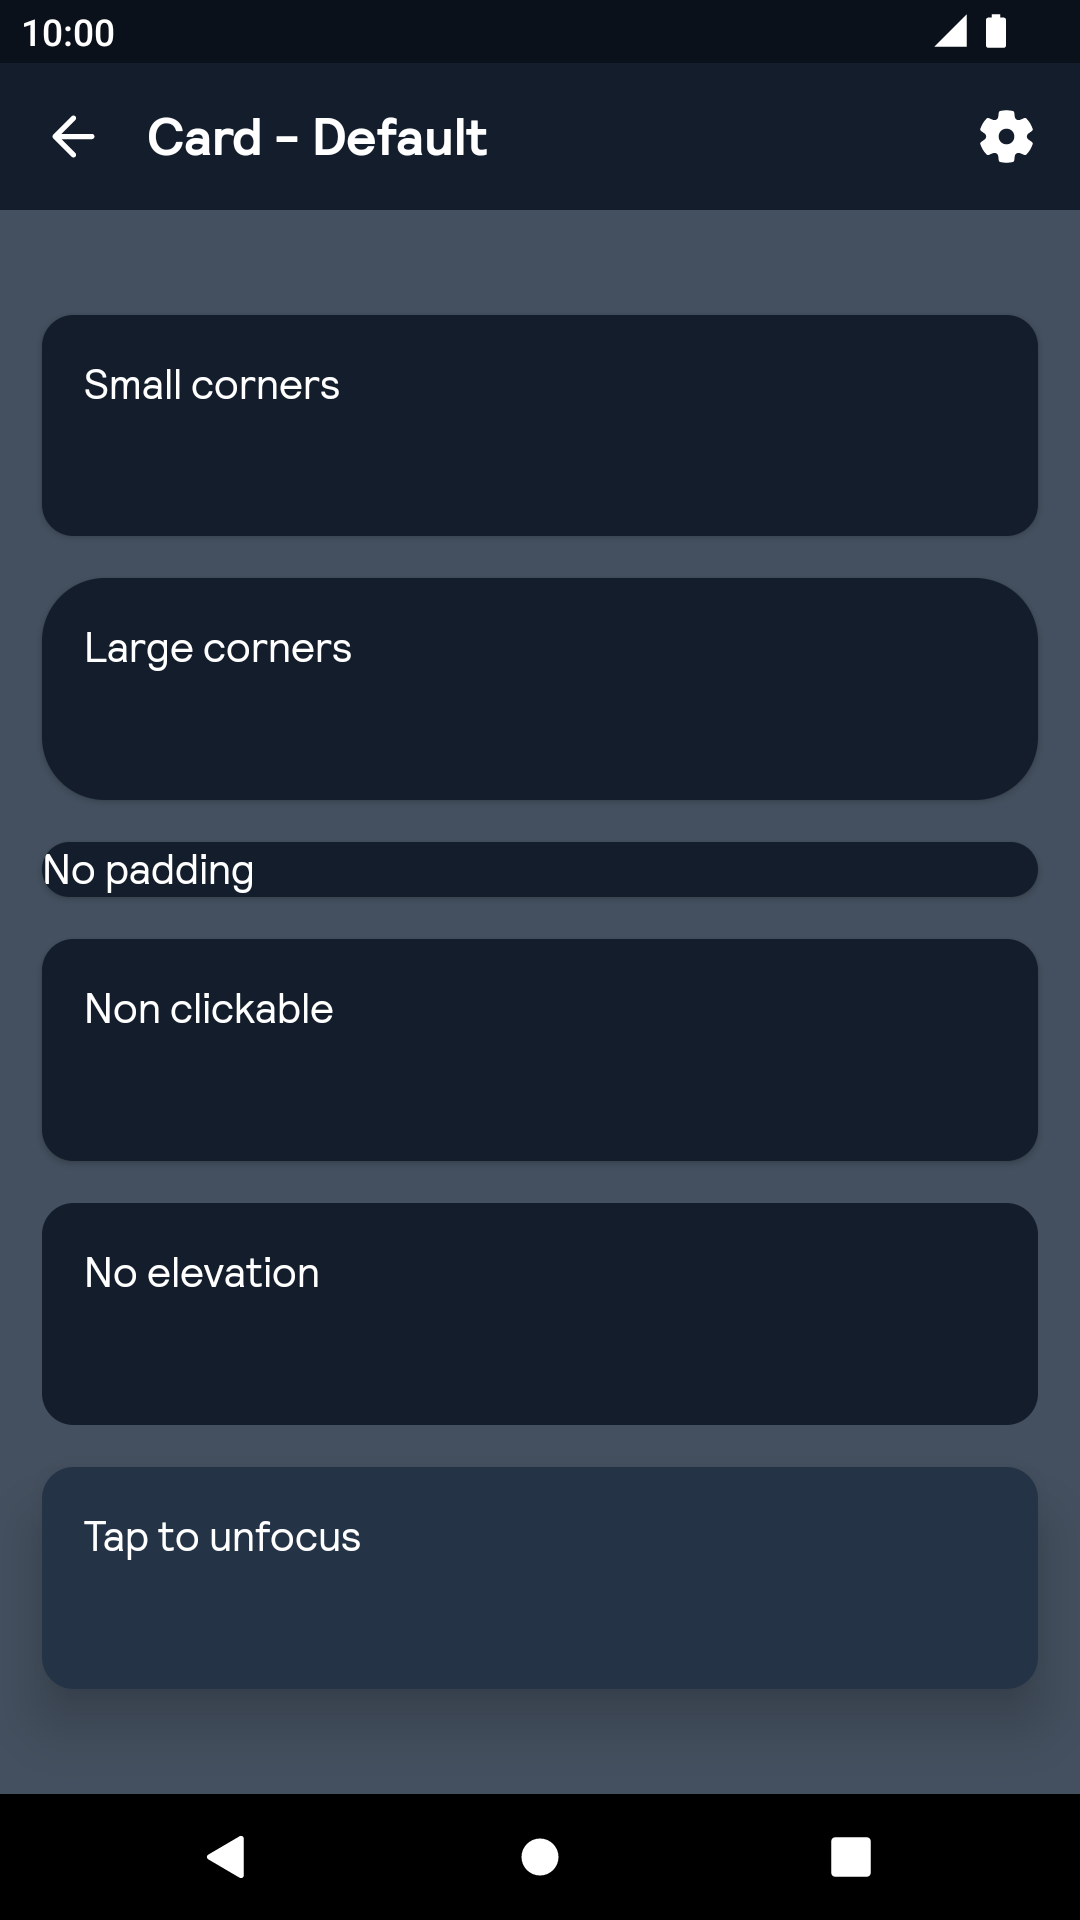 10:00
Card - Default
Small corners
Large corners
No padding
Non clickable
No elevation
Tap to unfocus